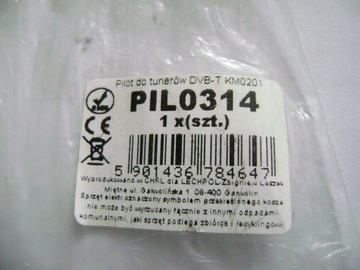 Pilot do tunerów DVB-T KM0201
PIL0314
1 x(szt.)
5 901436 784647
Wyprodukowano w CHRL dla LECHPOL Zbigniew Leszek
Miętne ul. Garwolińska 1 08-400 Garwolin
Sprzęt elektr.oznaczony symbolem przekreślonego kosza
nie może być wyrzucany łącznie z innymi odpadami
komunalnymi, jaki sprzęt podlega zbiórce i recyklingowi